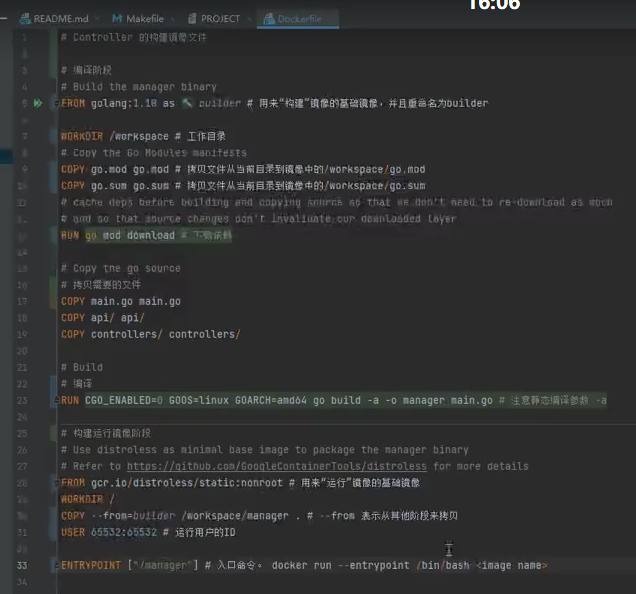 16:06
README.md Makefile PROJECT Dockerfile
1 # Controller 的构建镜像文件
2
3 # 编译阶段
4 # Build the manager binary
5 FROM golang:1.18 as builder # 用来“构建”镜像的基础镜像，并且重命名为builder
6
7 WORKDIR /workspace # 工作目录
8 # Copy the Go Modules manifests
9 COPY go.mod go.mod # 拷贝文件从当前目录到镜像中的/workspace/go.mod
10 COPY go.sum go.sum # 拷贝文件从当前目录到镜像中的/workspace/go.sum
11 # cache deps before building and copying source so that we don't need to re-download as much
12 # and so that source changes don't invalidate our downloaded layer
13 RUN go mod download # 下载依赖
14
15 # Copy the go source
16 # 拷贝需要的文件
17 COPY main.go main.go
18 COPY api/ api/
19 COPY controllers/ controllers/
20
21 # Build
22 # 编译
23 RUN CGO_ENABLED=0 GOOS=linux GOARCH=amd64 go build -a -o manager main.go # 注意静态编译参数 -a
24
25 # 构建运行镜像阶段
26 # Use distroless as minimal base image to package the manager binary
27 # Refer to https://github.com/GoogleContainerTools/distroless for more details
28 FROM gcr.io/distroless/static:nonroot # 用来“运行”镜像的基础镜像
29 WORKDIR /
30 COPY --from=builder /workspace/manager . # --from 表示从其他阶段来拷贝
31 USER 65532:65532 # 运行用户的ID
32
33 ENTRYPOINT ["/manager"] # 入口命令。 docker run --entrypoint /bin/bash <image name>
34